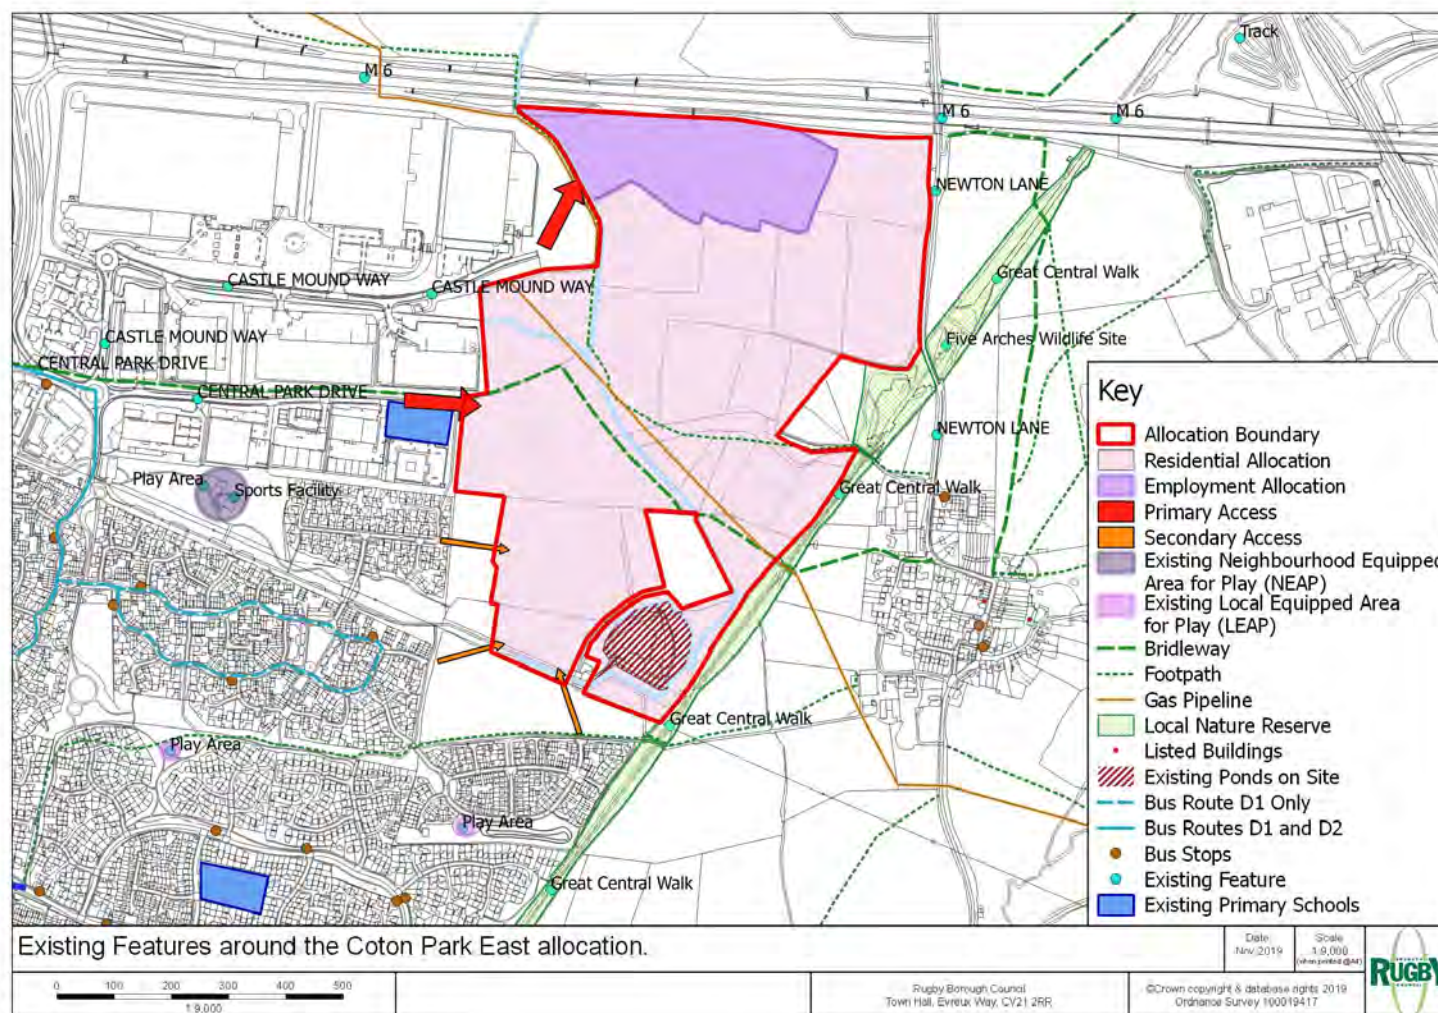 Track
M 6
M 6
M 6
NEWTON LANE
Great Central Walk
CASTLE MOUND WAY
CASTLE MOUND WAY
CASTLE MOUND WAY
Five Arches Wildlife Site
CENTRAL PARK DRIVE
CENTRAL PARK DRIVE
NEWTON LANE
Play Area
Sports Facility
Great Central Walk
Great Central Walk
Play Area
Play Area
Great Central Walk
Key
Allocation Boundary
Residential Allocation
Employment Allocation
Primary Access
Secondary Access
Existing Neighbourhood Equipped
Area for Play (NEAP)
Existing Local Equipped Area
for Play (LEAP)
Bridleway
Footpath
Gas Pipeline
Local Nature Reserve
Listed Buildings
Existing Ponds on Site
Bus Route D1 Only
Bus Routes D1 and D2
Bus Stops
Existing Feature
Existing Primary Schools
Existing Features around the Coton Park East allocation.
Date
Nov 2019
Scale
1:9,000
(when printed @A4)
RUGBY
0 100 200 300 400 500
1:9,000
Rugby Borough Council
Town Hall, Evreux Way, CV21 2RR
©Crown copyright & database rights 2019
Ordnance Survey 100019417